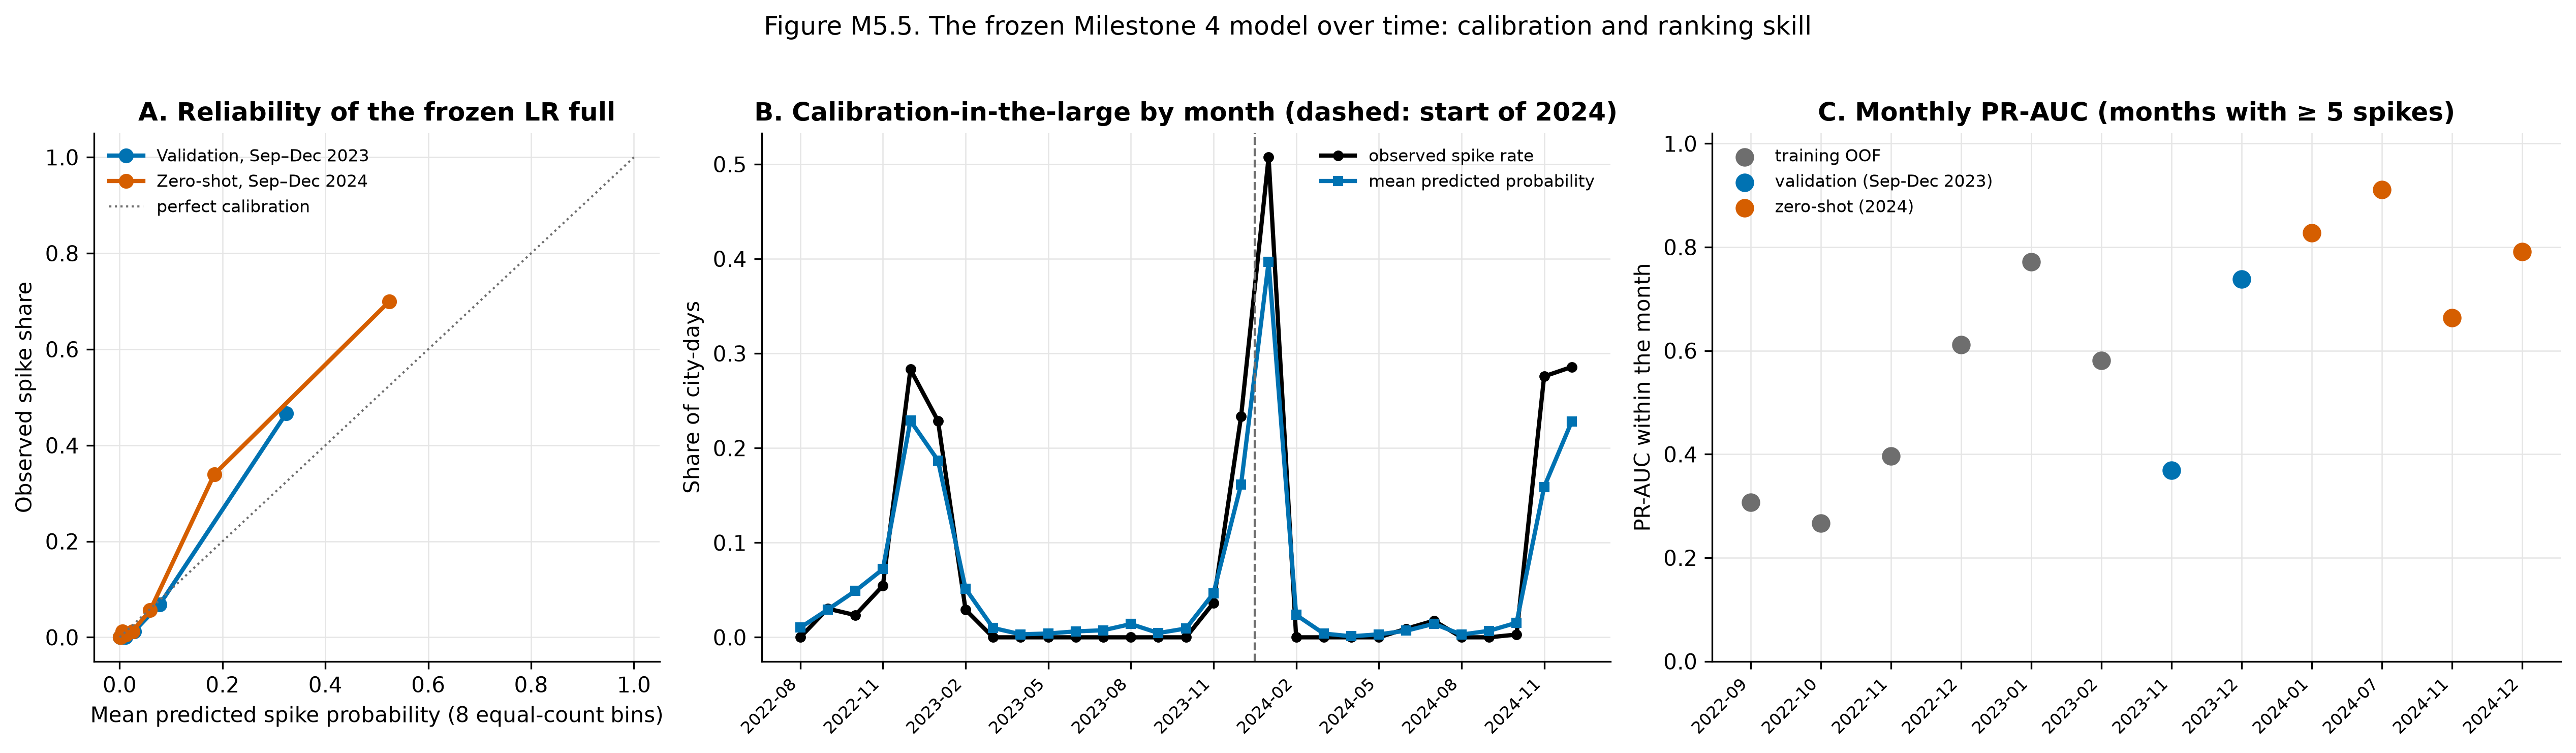 Figure M5.5. The frozen Milestone 4 model over time: calibration and ranking skill
A. Reliability of the frozen LR full
Validation, Sep–Dec 2023
Zero-shot, Sep–Dec 2024
perfect calibration
Observed spike share
1.0
0.8
0.6
0.4
0.2
0.0
0.0 0.2 0.4 0.6 0.8 1.0
Mean predicted spike probability (8 equal-count bins)
B. Calibration-in-the-large by month (dashed: start of 2024)
observed spike rate
mean predicted probability
Share of city-days
0.5
0.4
0.3
0.2
0.1
0.0
2022-08 2022-11 2023-02 2023-05 2023-08 2023-11 2024-02 2024-05 2024-08 2024-11
C. Monthly PR-AUC (months with ≥ 5 spikes)
training OOF
validation (Sep-Dec 2023)
zero-shot (2024)
PR-AUC within the month
1.0
0.8
0.6
0.4
0.2
0.0
2022-09 2022-10 2022-11 2022-12 2023-01 2023-02 2023-11 2023-12 2024-01 2024-07 2024-11 2024-12